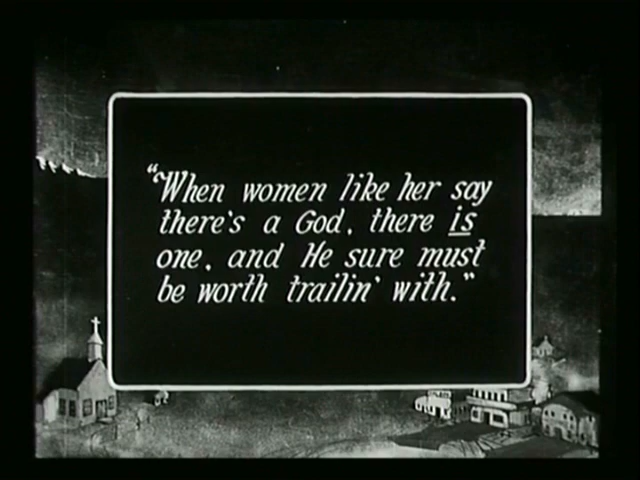 "When women like her say
there's a God, there is
one, and He sure must
be worth trailin' with."